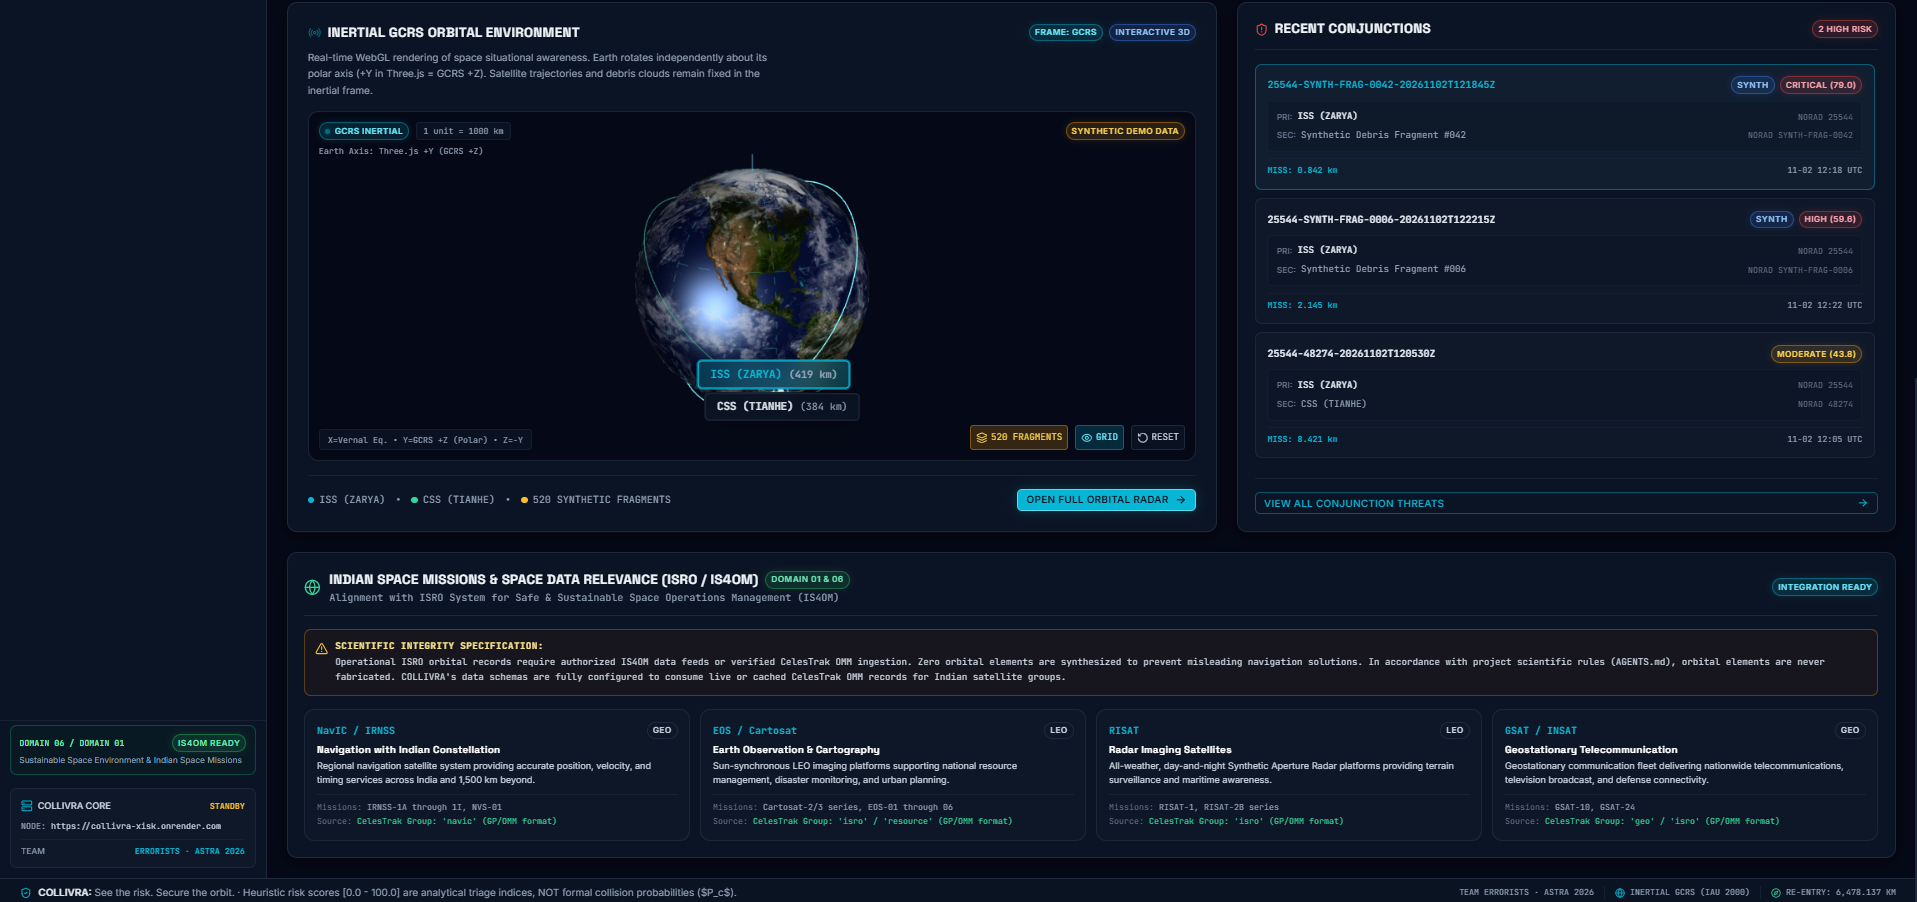 INERTIAL GCRS ORBITAL ENVIRONMENT
FRAME: GCRS
INTERACTIVE 3D
Real-time WebGL rendering of space situational awareness. Earth rotates independently about its
polar axis (+Y in Three.js = GCRS +Z). Satellite trajectories and debris clouds remain fixed in the
inertial frame.
GCRS INERTIAL
1 unit = 1000 km
SYNTHETIC DEMO DATA
Earth Axis: Three.js +Y (GCRS +Z)
ISS (ZARYA) (419 km)
CSS (TIANHE) (384 km)
X=Vernal Eq. • Y=GCRS +Z (Polar) • Z=-Y
520 FRAGMENTS
GRID
RESET
ISS (ZARYA) • CSS (TIANHE) • 520 SYNTHETIC FRAGMENTS
OPEN FULL ORBITAL RADAR →
RECENT CONJUNCTIONS
2 HIGH RISK
25544-SYNTH-FRAG-0042-20261102T121845Z
SYNTH
CRITICAL (79.0)
PRI: ISS (ZARYA)
NORAD 25544
SEC: Synthetic Debris Fragment #042
NORAD SYNTH-FRAG-0042
MISS: 0.842 km
11-02 12:18 UTC
25544-SYNTH-FRAG-0006-20261102T122215Z
SYNTH
HIGH (59.6)
PRI: ISS (ZARYA)
NORAD 25544
SEC: Synthetic Debris Fragment #006
NORAD SYNTH-FRAG-0006
MISS: 2.145 km
11-02 12:22 UTC
25544-48274-20261102T120530Z
MODERATE (43.8)
PRI: ISS (ZARYA)
NORAD 25544
SEC: CSS (TIANHE)
NORAD 48274
MISS: 8.421 km
11-02 12:05 UTC
VIEW ALL CONJUNCTION THREATS →
INDIAN SPACE MISSIONS & SPACE DATA RELEVANCE (ISRO / IS4OM)
DOMAIN 01 & 06
Alignment with ISRO System for Safe & Sustainable Space Operations Management (IS4OM)
INTEGRATION READY
SCIENTIFIC INTEGRITY SPECIFICATION:
Operational ISRO orbital records require authorized IS4OM data feeds or verified CelesTrak OMM ingestion. Zero orbital elements are synthesized to prevent misleading navigation solutions. In accordance with project scientific rules (AGENTS.md), orbital elements are never
fabricated. COLLIVRA's data schemas are fully configured to consume live or cached CelesTrak OMM records for Indian satellite groups.
NavIC / IRNSS
GEO
Navigation with Indian Constellation
Regional navigation satellite system providing accurate position, velocity, and
timing services across India and 1,500 km beyond.
Missions: IRNSS-1A through 1I, NVS-01
Source: CelesTrak Group: 'navic' (GP/OMM format)
EOS / Cartosat
LEO
Earth Observation & Cartography
Sun-synchronous LEO imaging platforms supporting national resource
management, disaster monitoring, and urban planning.
Missions: Cartosat-2/3 series, EOS-01 through 06
Source: CelesTrak Group: 'isro' / 'resource' (GP/OMM format)
RISAT
LEO
Radar Imaging Satellites
All-weather, day-and-night Synthetic Aperture Radar platforms providing terrain
surveillance and maritime awareness.
Missions: RISAT-1, RISAT-2B series
Source: CelesTrak Group: 'isro' (GP/OMM format)
GSAT / INSAT
GEO
Geostationary Telecommunication
Geostationary communication fleet delivering nationwide telecommunications,
television broadcast, and defense connectivity.
Missions: GSAT-10, GSAT-24
Source: CelesTrak Group: 'geo' / 'isro' (GP/OMM format)
DOMAIN 06 / DOMAIN 01
IS4OM READY
Sustainable Space Environment & Indian Space Missions
COLLIVRA CORE
STANDBY
NODE: https://collivra-xisk.onrender.com
TEAM
ERRORISTS - ASTRA 2026
COLLIVRA: See the risk. Secure the orbit. · Heuristic risk scores [0.0 - 100.0] are analytical triage indices, NOT formal collision probabilities ($P_c$).
TEAM ERRORISTS - ASTRA 2026
INERTIAL GCRS (IAU 2000)
RE-ENTRY: 6,478.137 KM